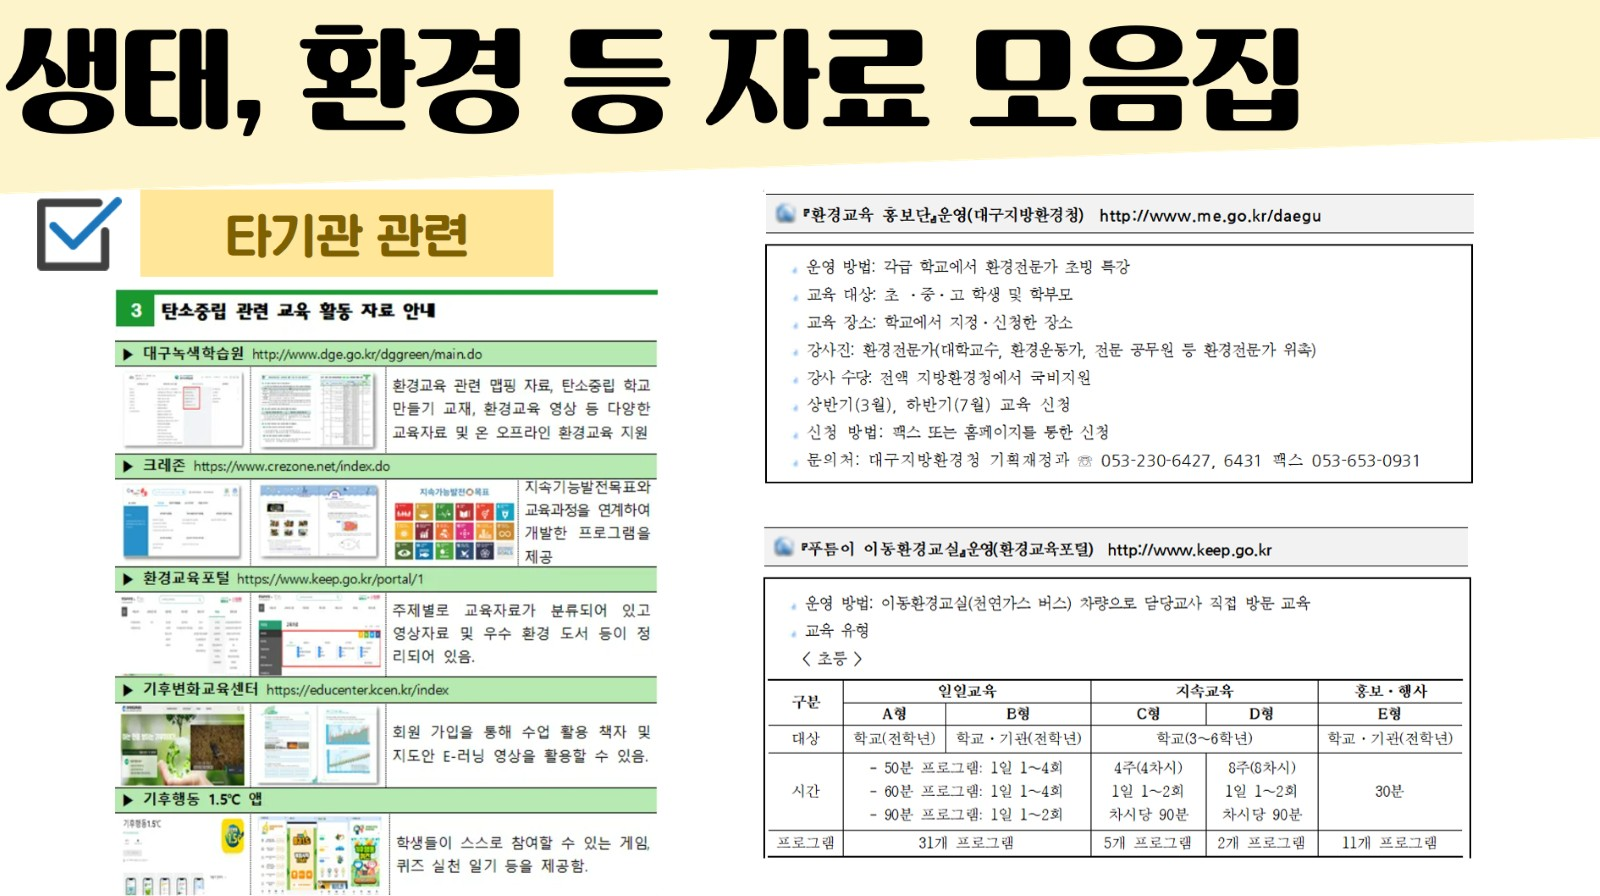 생태, 환경 등 자료 모음집
타기관 관련
3 탄소중립 관련 교육 활동 자료 안내
▶ 대구녹색학습원 http://www.dge.go.kr/dggreen/main.do
환경교육 관련 맵핑 자료, 탄소중립 학교
만들기 교재, 환경교육 영상 등 다양한
교육자료 및 온 오프라인 환경교육 지원
▶ 크레존 https://www.crezone.net/index.do
지속가능발전 목표
지속기능발전목표와
교육과정을 연계하여
개발한 프로그램을
제공
▶ 환경교육포털 https://www.keep.go.kr/portal/1
주제별로 교육자료가 분류되어 있고
영상자료 및 우수 환경 도서 등이 정
리되어 있음.
▶ 기후변화교육센터 https://educenter.kcen.kr/index
회원 가입을 통해 수업 활용 책자 및
지도안 E-러닝 영상을 활용할 수 있음.
▶ 기후행동 1.5℃ 앱
기후행동1.5℃
학생들이 스스로 참여할 수 있는 게임,
퀴즈 실천 일기 등을 제공함.
『환경교육 홍보단』운영(대구지방환경청) http://www.me.go.kr/daegu
운영 방법: 각급 학교에서 환경전문가 초빙 특강
교육 대상: 초 ·중·고 학생 및 학부모
교육 장소: 학교에서 지정·신청한 장소
강사진: 환경전문가(대학교수, 환경운동가, 전문 공무원 등 환경전문가 위촉)
강사 수당: 전액 지방환경청에서 국비지원
상반기(3월), 하반기(7월) 교육 신청
신청 방법: 팩스 또는 홈페이지를 통한 신청
문의처: 대구지방환경청 기획재정과 ☏ 053-230-6427, 6431 팩스 053-653-0931
『푸름이 이동환경교실』운영(환경교육포털) http://www.keep.go.kr
운영 방법: 이동환경교실(천연가스 버스) 차량으로 담당교사 직접 방문 교육
교육 유형
< 초등 >
구분 일일교육 지속교육 홍보·행사
A형 B형 C형 D형 E형
대상 학교(전학년) 학교·기관(전학년) 학교(3~6학년) 학교·기관(전학년)
- 50분 프로그램: 1일 1~4회 4주(4차시) 8주(8차시)
시간 - 60분 프로그램: 1일 1~4회 1일 1~2회 1일 1~2회 30분
- 90분 프로그램: 1일 1~2회 차시당 90분 차시당 90분
프로그램 31개 프로그램 5개 프로그램 2개 프로그램 11개 프로그램